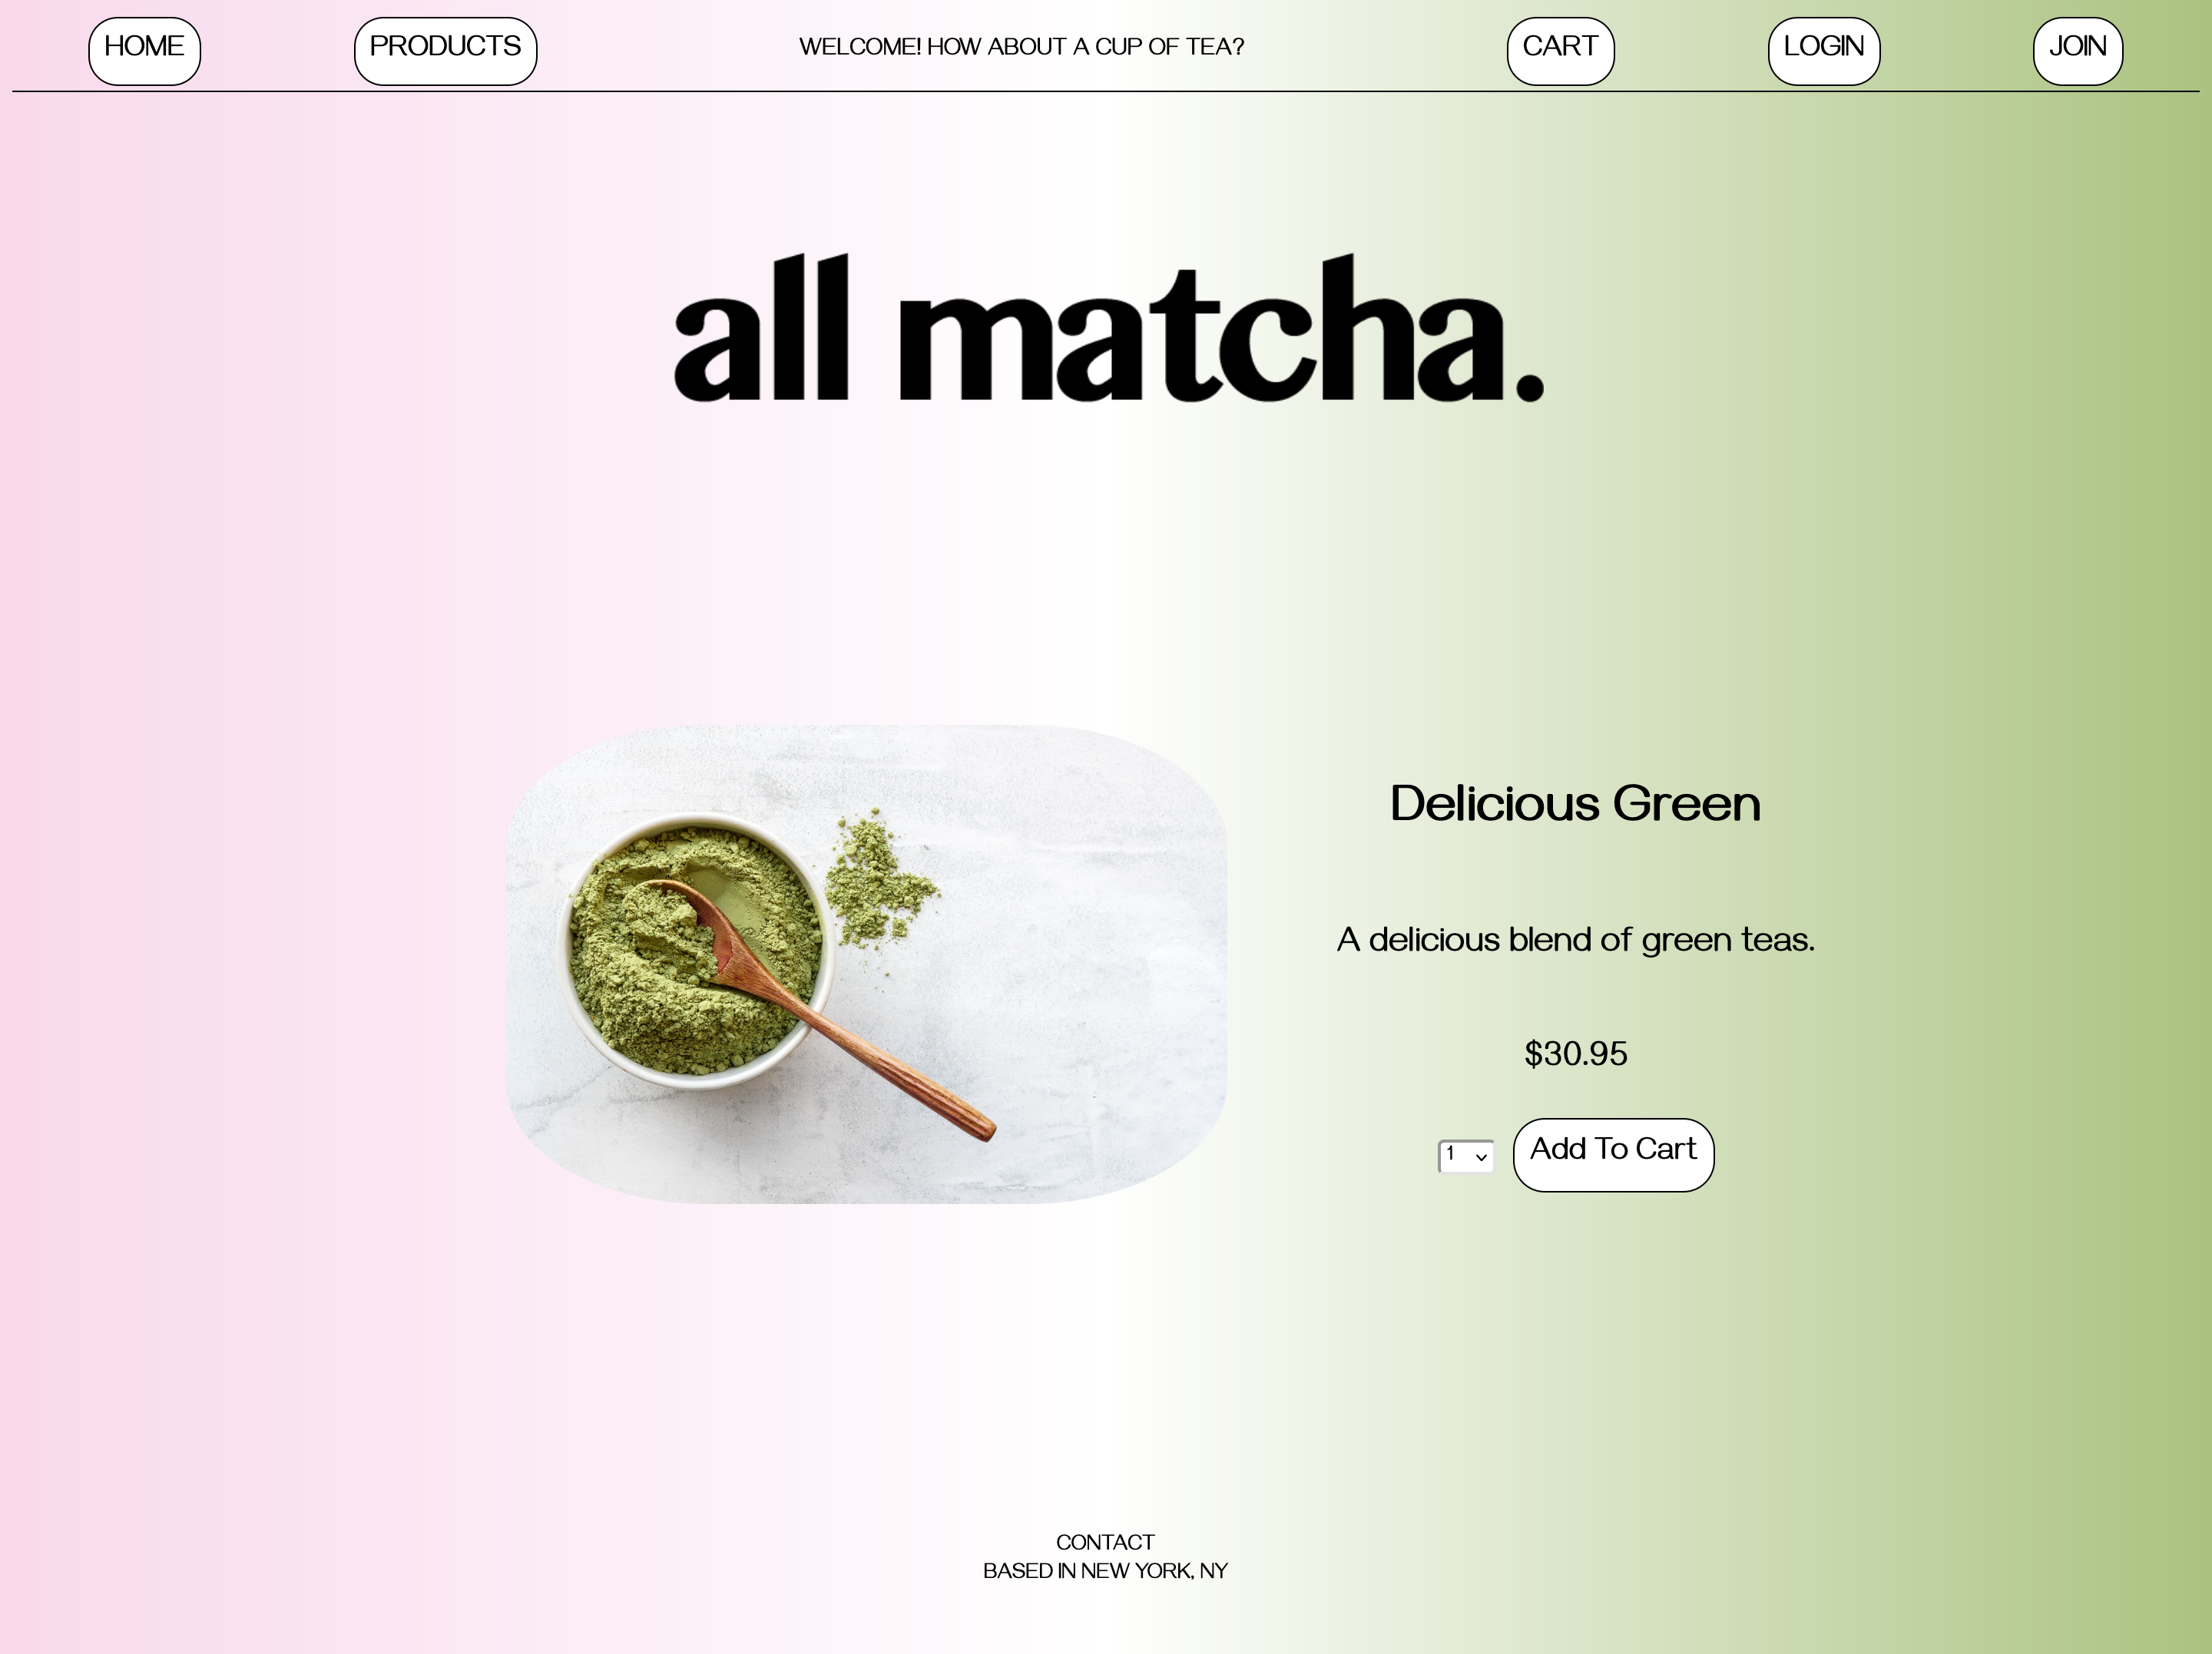 HOME
PRODUCTS
WELCOME! HOW ABOUT A CUP OF TEA?
CART
LOGIN
JOIN
all matcha.
Delicious Green
A delicious blend of green teas.
$30.95
1
Add To Cart
CONTACT
BASED IN NEW YORK, NY